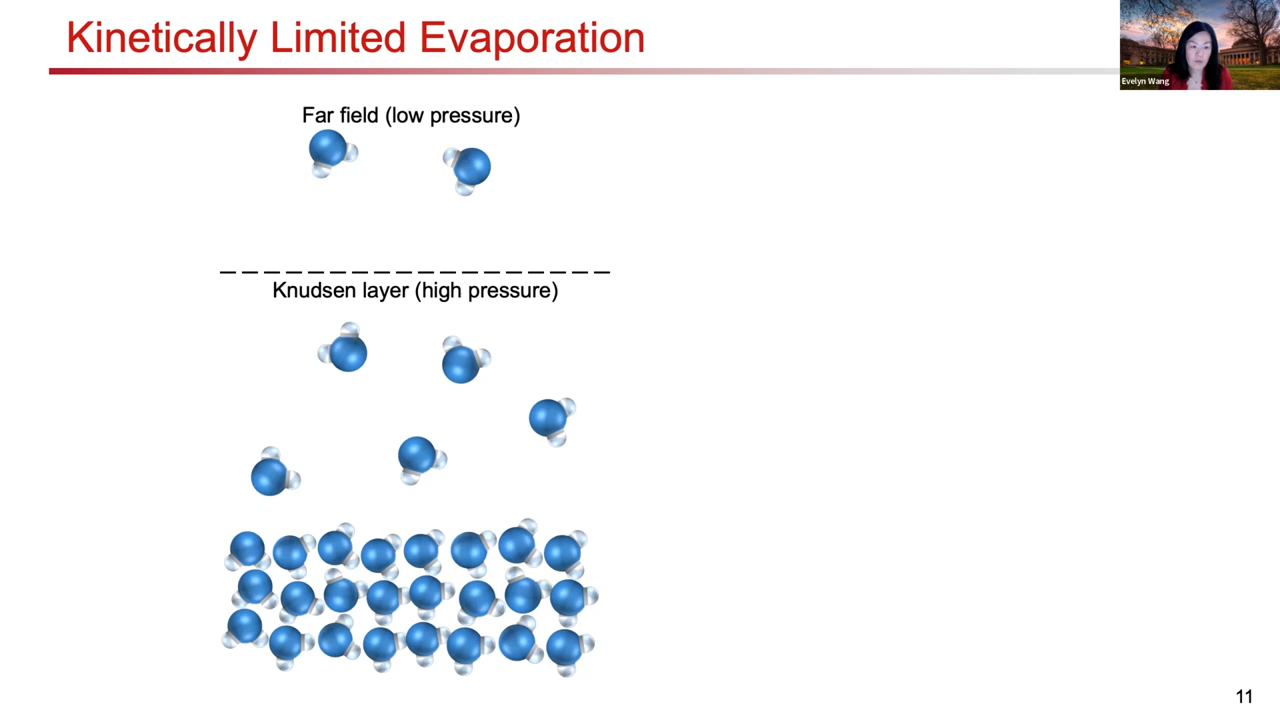 Kinetically Limited Evaporation
Evelyn Wang
Far field (low pressure)
Knudsen layer (high pressure)
11